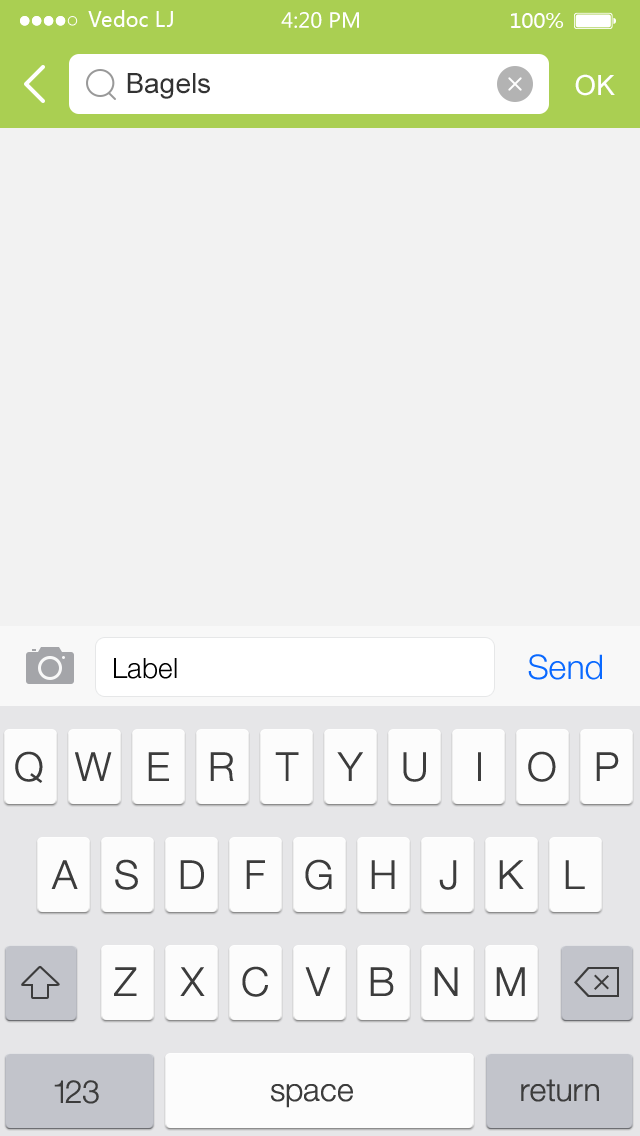 Vedoc LJ 4:20 PM 100%
Bagels OK
Label Send
Q W E R T Y U I O P
A S D F G H J K L
Z X C V B N M
123 space return